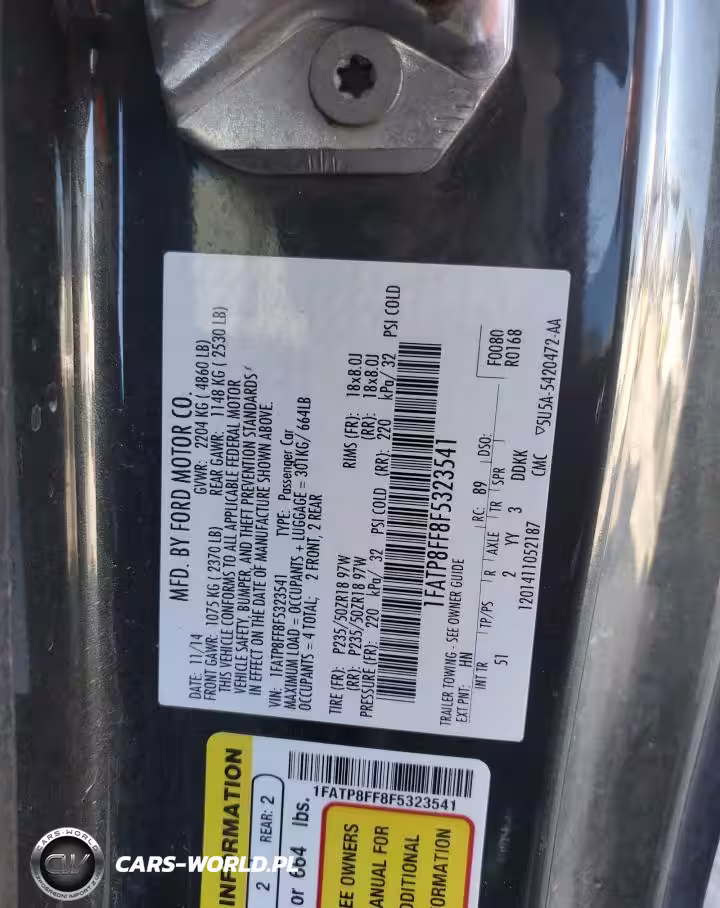 MFD. BY FORD MOTOR CO.
DATE: 11/14 GVWR: 2204 KG ( 4860 LB)
FRONT GAWR: 1075 KG ( 2370 LB) REAR GAWR: 1148 KG ( 2530 LB)
THIS VEHICLE CONFORMS TO ALL APPLICABLE FEDERAL MOTOR
VEHICLE SAFETY, BUMPER, AND THEFT PREVENTION STANDARDS
IN EFFECT ON THE DATE OF MANUFACTURE SHOWN ABOVE.
VIN: 1FATP8FF8F5323541 TYPE: Passenger Car
MAXIMUM LOAD = OCCUPANTS + LUGGAGE = 301KG/ 664LB
OCCUPANTS = 4 TOTAL; 2 FRONT, 2 REAR
TIRE (FR): P235/50ZR18 97W RIMS (FR): 18x8.0J
(RR): P235/50ZR18 97W (RR): 18x8.0J
PRESSURE (FR): 220 kPa/ 32 PSI COLD (RR): 220 kPa/ 32 PSI COLD
1FATP8FF8F5323541
TRAILER TOWING - SEE OWNER GUIDE
EXT PNT: HN RC: 89 DSO: F0080
R0168
INT TR TP/PS R AXLE TR SPR
51 2 YY 3 DDKK
1201411052187 CMC ▽5U5A-5420472-AA
INFORMATION
2 REAR: 2
or 664 lbs.
1FATP8FF8F5323541
SEE OWNERS
MANUAL FOR
ADDITIONAL
INFORMATION
CARS-WORLD
CW
CARS-WORLD.PL